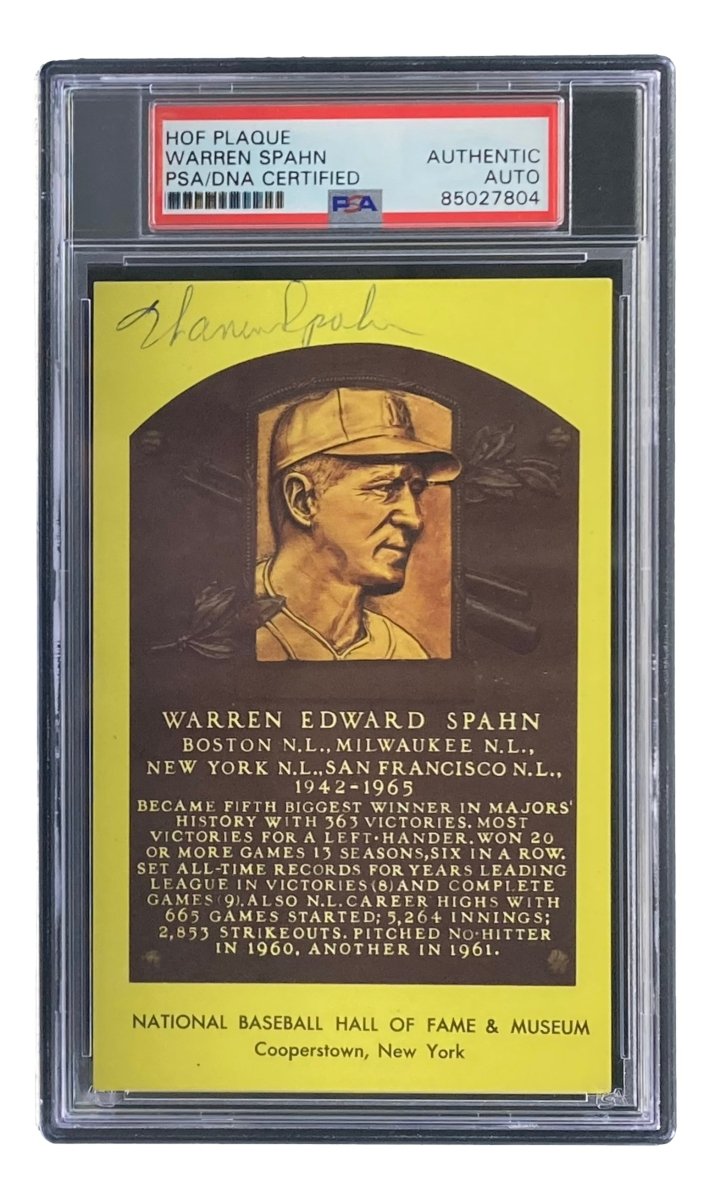 HOF PLAQUE
WARREN SPAHN
PSA/DNA CERTIFIED
AUTHENTIC
AUTO
85027804
PSA
Warren Spahn
WARREN EDWARD SPAHN
BOSTON N.L., MILWAUKEE N.L.,
NEW YORK N.L., SAN FRANCISCO N.L.,
1942-1965
BECAME FIFTH BIGGEST WINNER IN MAJORS'
HISTORY WITH 363 VICTORIES. MOST
VICTORIES FOR A LEFT-HANDER. WON 20
OR MORE GAMES 13 SEASONS, SIX IN A ROW.
SET ALL-TIME RECORDS FOR YEARS LEADING
LEAGUE IN VICTORIES (8) AND COMPLETE
GAMES (9). ALSO N.L. CAREER HIGHS WITH
665 GAMES STARTED; 5,264 INNINGS;
2,853 STRIKEOUTS. PITCHED NO-HITTER
IN 1960, ANOTHER IN 1961.
NATIONAL BASEBALL HALL OF FAME & MUSEUM
Cooperstown, New York